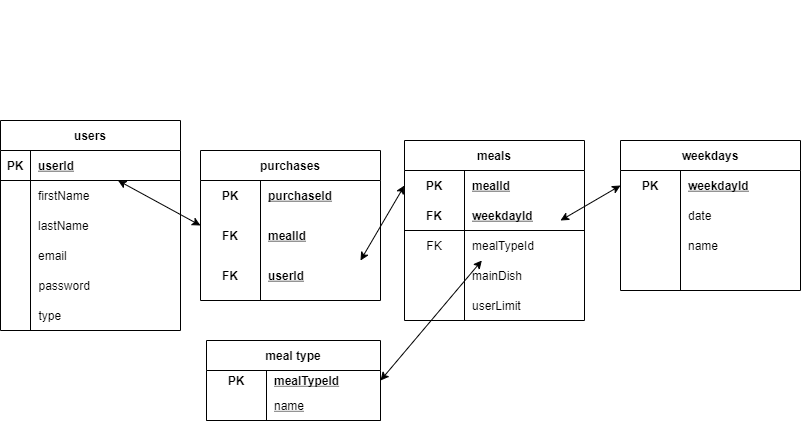 users
PK userId
firstName
lastName
email
password
type
purchases
PK purchaseId
FK mealId
FK userId
meals
PK mealId
FK weekdayId
FK mealTypeId
mainDish
userLimit
weekdays
PK weekdayId
date
name
meal type
PK mealTypeId
name